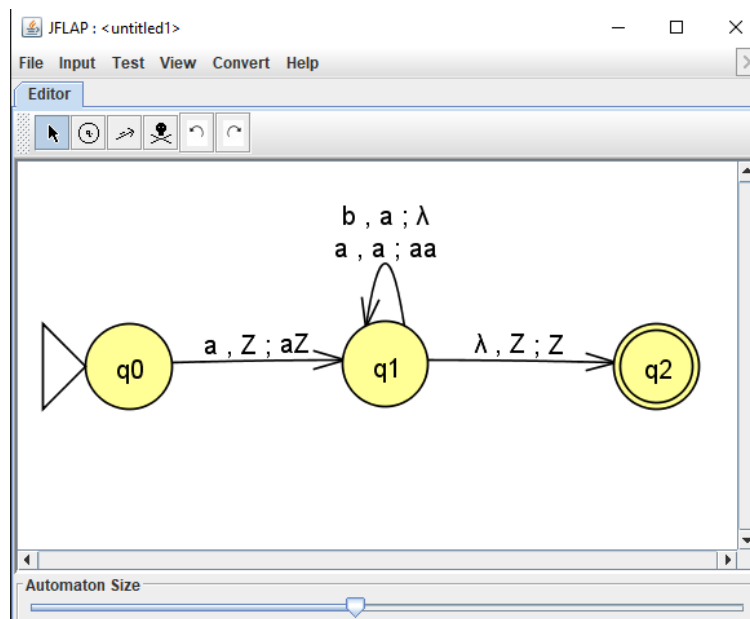 JFLAP : <untitled1>
File Input Test View Convert Help
Editor
b , a ; λ
a , a ; aa
a , Z ; aZ
λ , Z ; Z
q0
q1
q2
Automaton Size